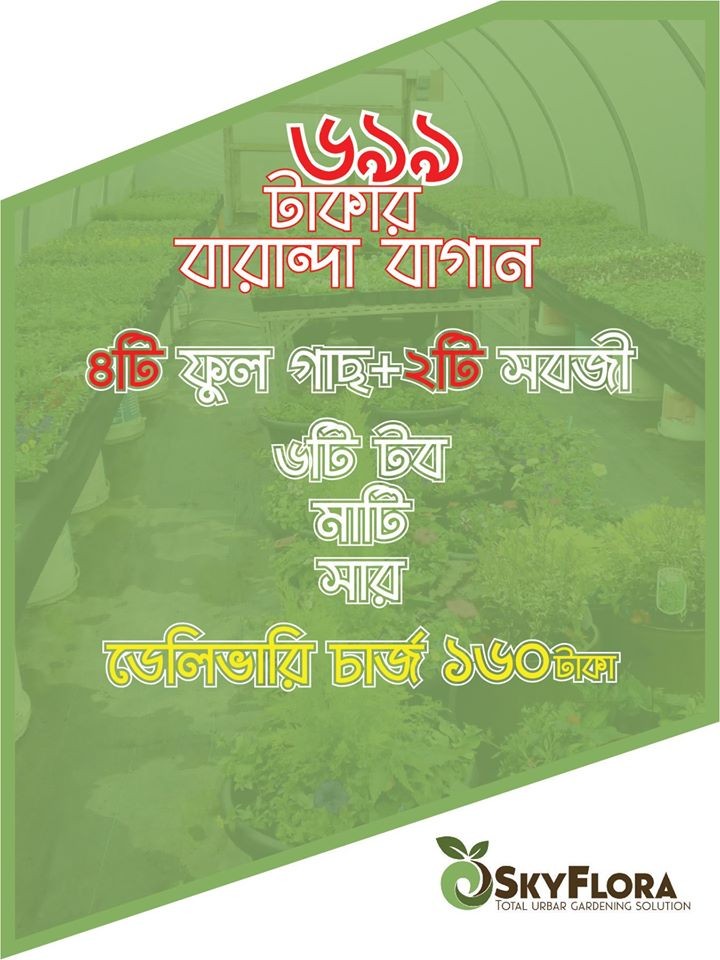 ৬৯৯
টাকার
বারান্দা বাগান
৪টি ফুল গাছ+২টি সবজী
৬টি টব
মাটি
সার
ডেলিভারি চার্জ ১৬০টাকা
SKYFLORA
TOTAL URBAR GARDENING SOLUTION